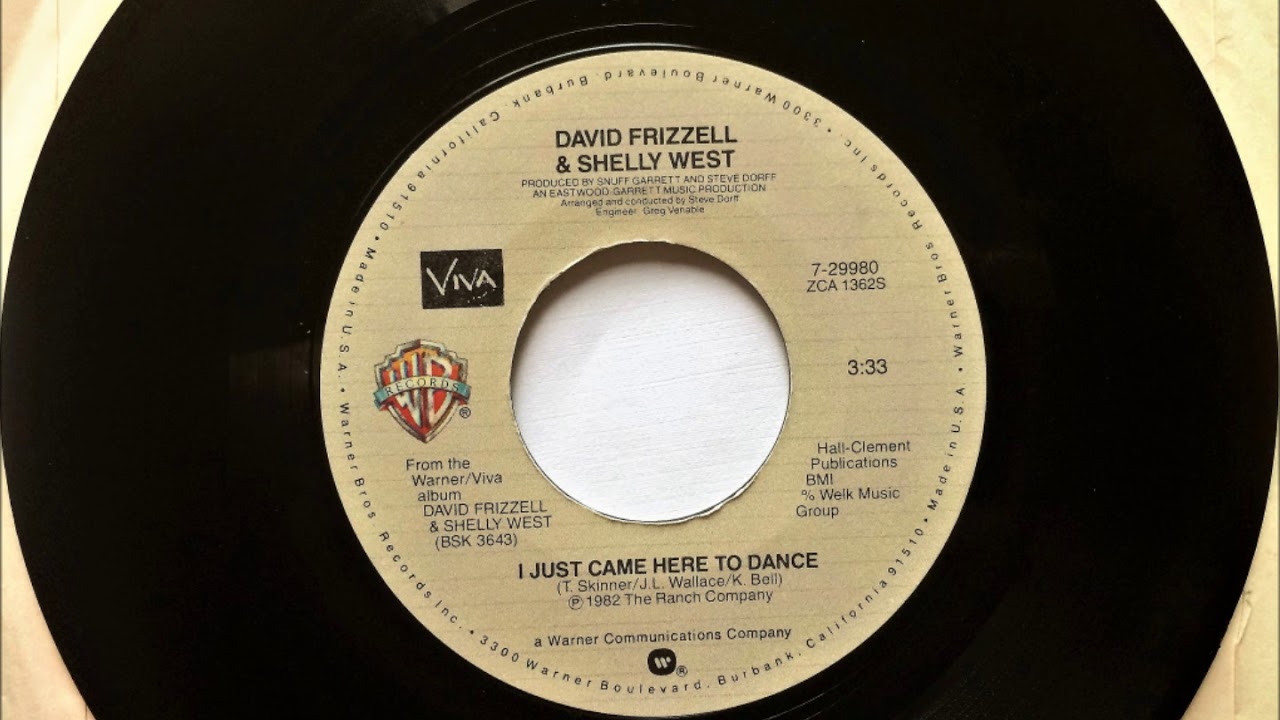 DAVID FRIZZELL
& SHELLY WEST
PRODUCED BY SNUFF GARRETT AND STEVE DORFF
AN EASTWOOD-GARRETT MUSIC PRODUCTION
Arranged and conducted by Steve Dorff
Engineer: Greg Venable
VIVA
7-29980
ZCA 1362S
RECORDS
®
3:33
From the
Warner/Viva
album
DAVID FRIZZELL
& SHELLY WEST
(BSK 3643)
Hall-Clement
Publications
BMI
% Welk Music
Group
I JUST CAME HERE TO DANCE
(T. Skinner/J.L. Wallace/K. Bell)
℗ 1982 The Ranch Company
a Warner Communications Company
®
Warner Bros. Records Inc. • 3300 Warner Boulevard, Burbank, California 91510 • Made in U.S.A. • Warner Bros. Records Inc. • 3300 Warner Boulevard, Burbank, California 91510 • Made in U.S.A. •